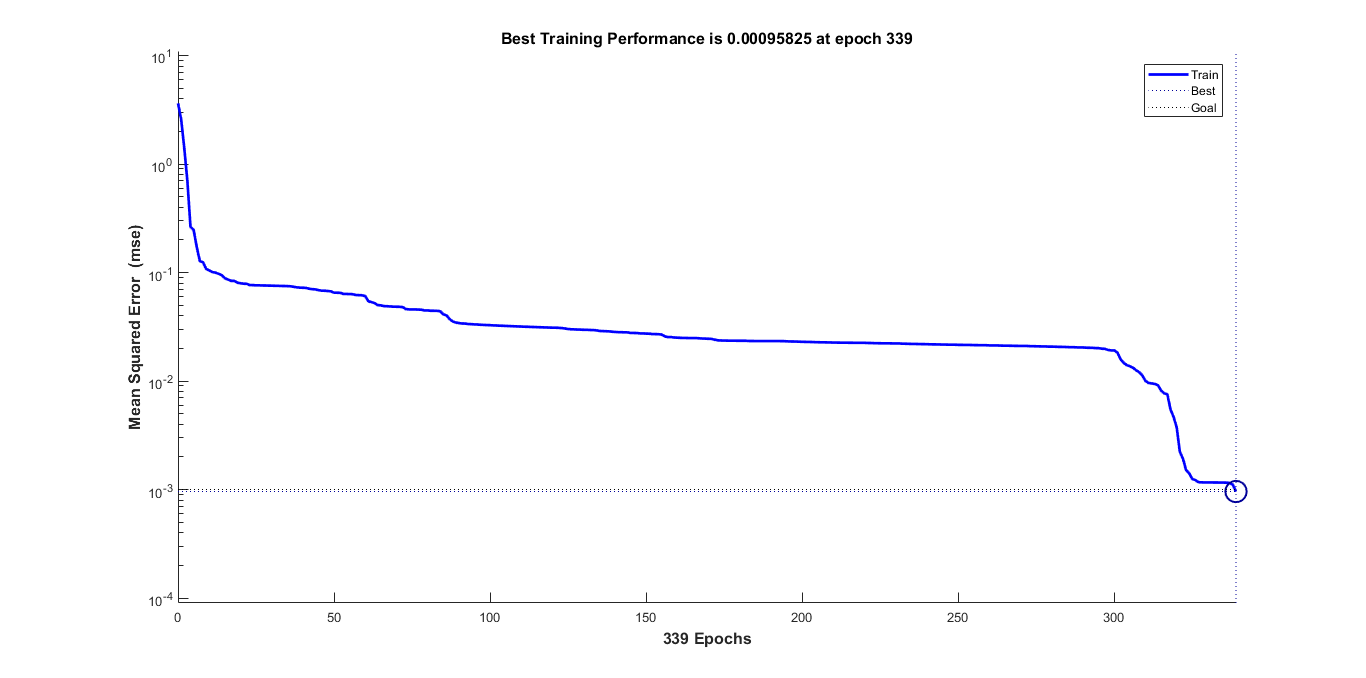 Best Training Performance is 0.00095825 at epoch 339
10^1
10^0
10^-1
10^-2
10^-3
10^-4
Mean Squared Error (mse)
Train
Best
Goal
0 50 100 150 200 250 300
339 Epochs